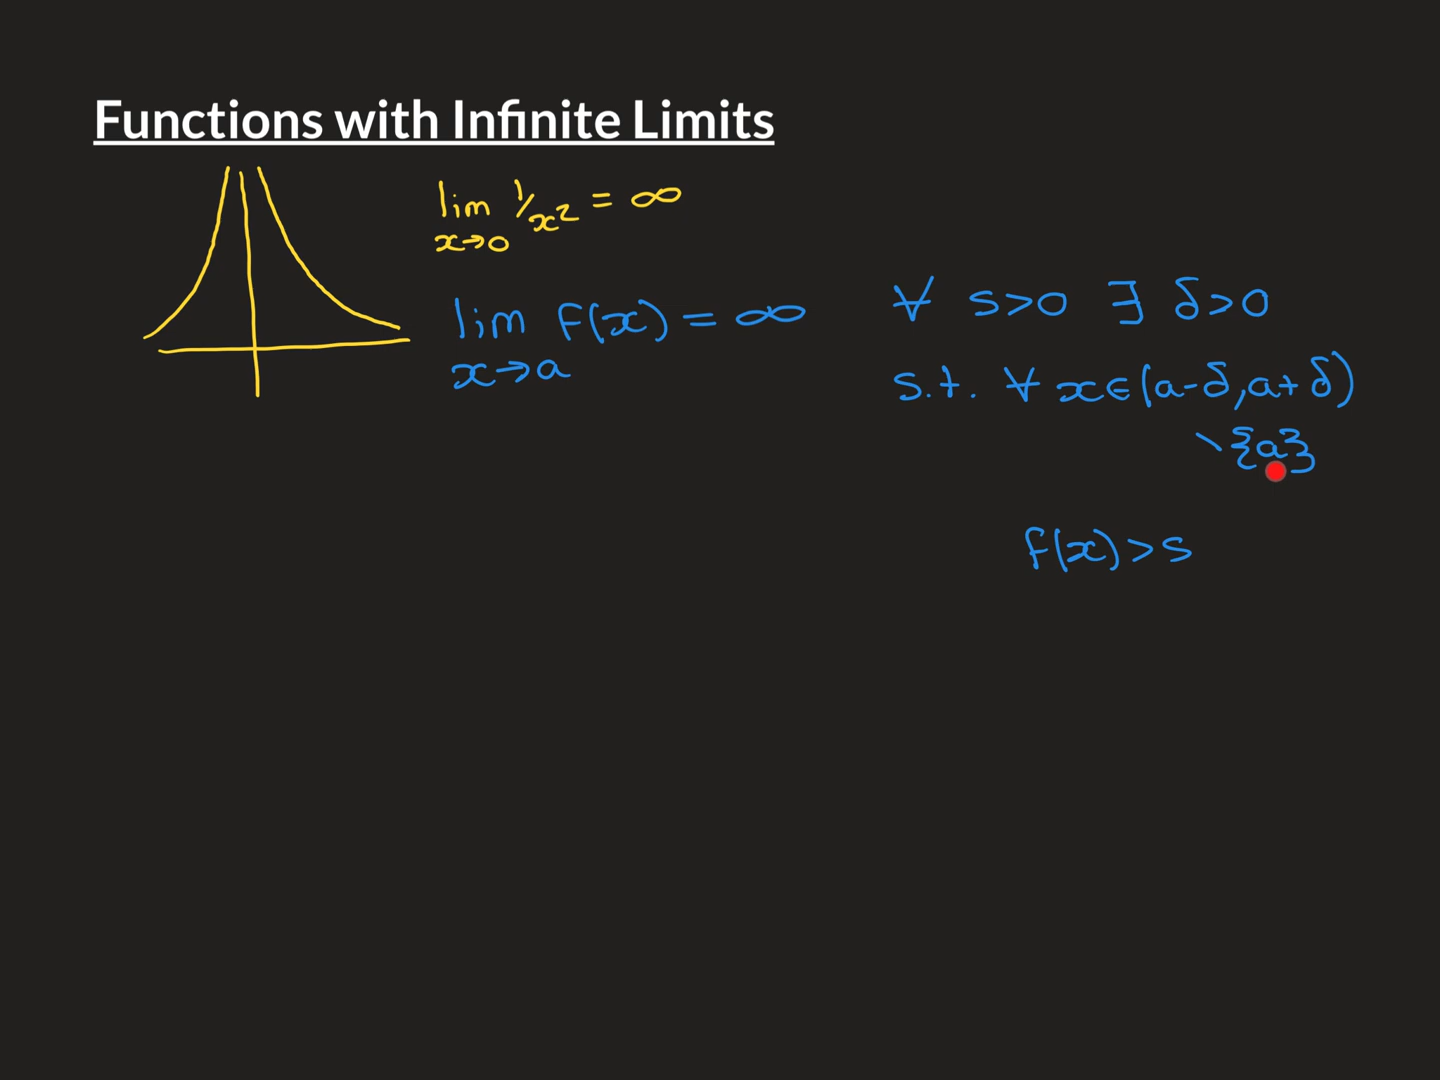 Functions with Infinite Limits
lim 1/x² = ∞
x→0
lim f(x) = ∞
x→a
∀ s>0 ∃ δ>0
s.t. ∀ x∈(a-δ,a+δ)
\{a}
f(x)>s